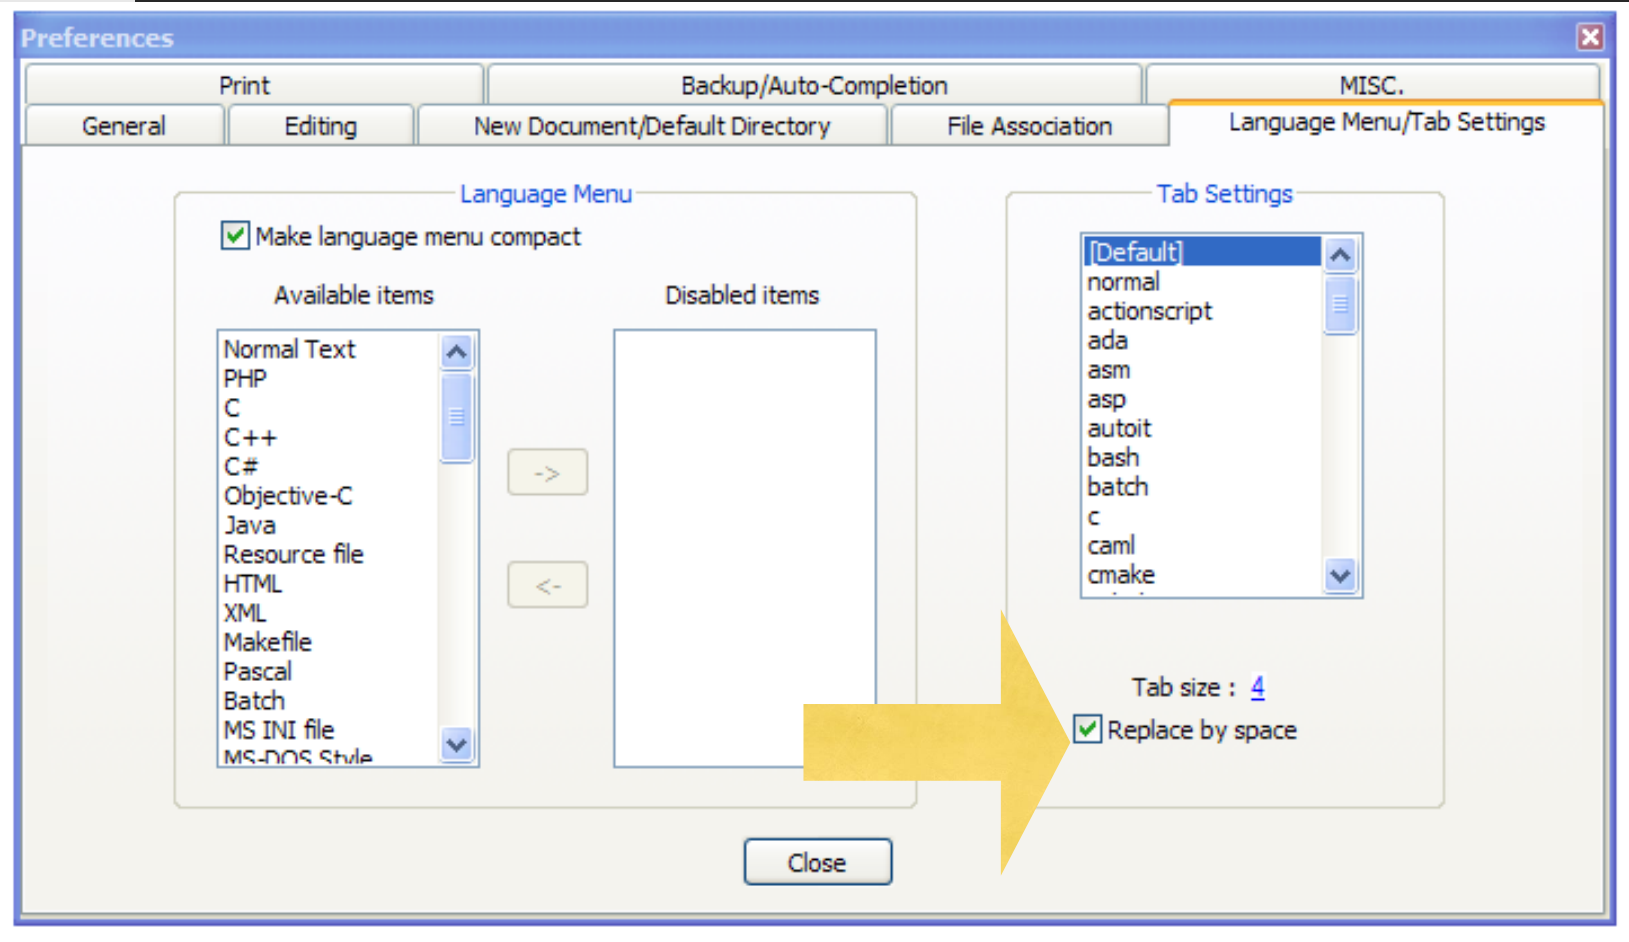 Preferences
Print
Backup/Auto-Completion
MISC.
General
Editing
New Document/Default Directory
File Association
Language Menu/Tab Settings
Language Menu
Make language menu compact
Available items
Disabled items
Normal Text
PHP
C
C++
C#
Objective-C
Java
Resource file
HTML
XML
Makefile
Pascal
Batch
MS INI file
MS-DOS Style
->
<-
Tab Settings
[Default]
normal
actionscript
ada
asm
asp
autoit
bash
batch
c
caml
cmake
Tab size : 4
Replace by space
Close